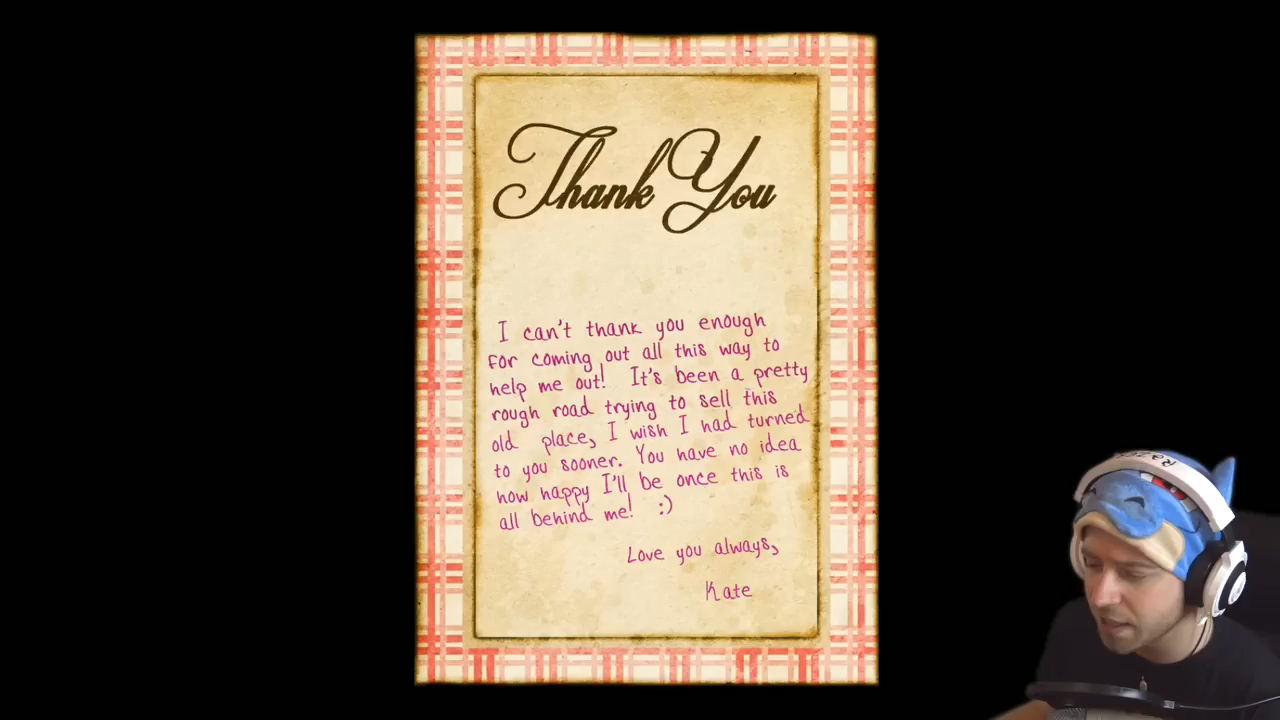 Thank You
I can't thank you enough
for coming out all this way to
help me out! It's been a pretty
rough road trying to sell this
old place, I wish I had turned
to you sooner. You have no idea
how happy I'll be once this is
all behind me! :)
Love you always,
Kate